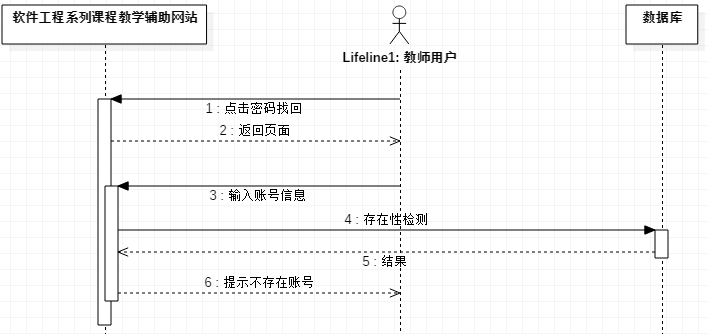 软件工程系列课程教学辅助网站
Lifeline1: 教师用户
数据库
1 : 点击密码找回
2 : 返回页面
3 : 输入账号信息
4 : 存在性检测
5 : 结果
6 : 提示不存在账号